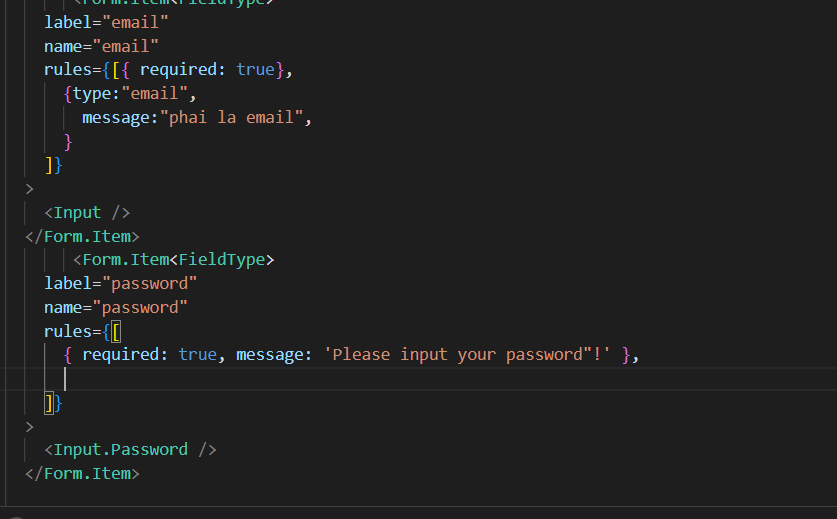 <Form.Item<FieldType>
label="email"
name="email"
rules={[{ required: true},
{type:"email",
message:"phai la email",
}
]}
>
<Input />
</Form.Item>
<Form.Item<FieldType>
label="password"
name="password"
rules={[
{ required: true, message: 'Please input your password"!' },
]}
>
<Input.Password />
</Form.Item>